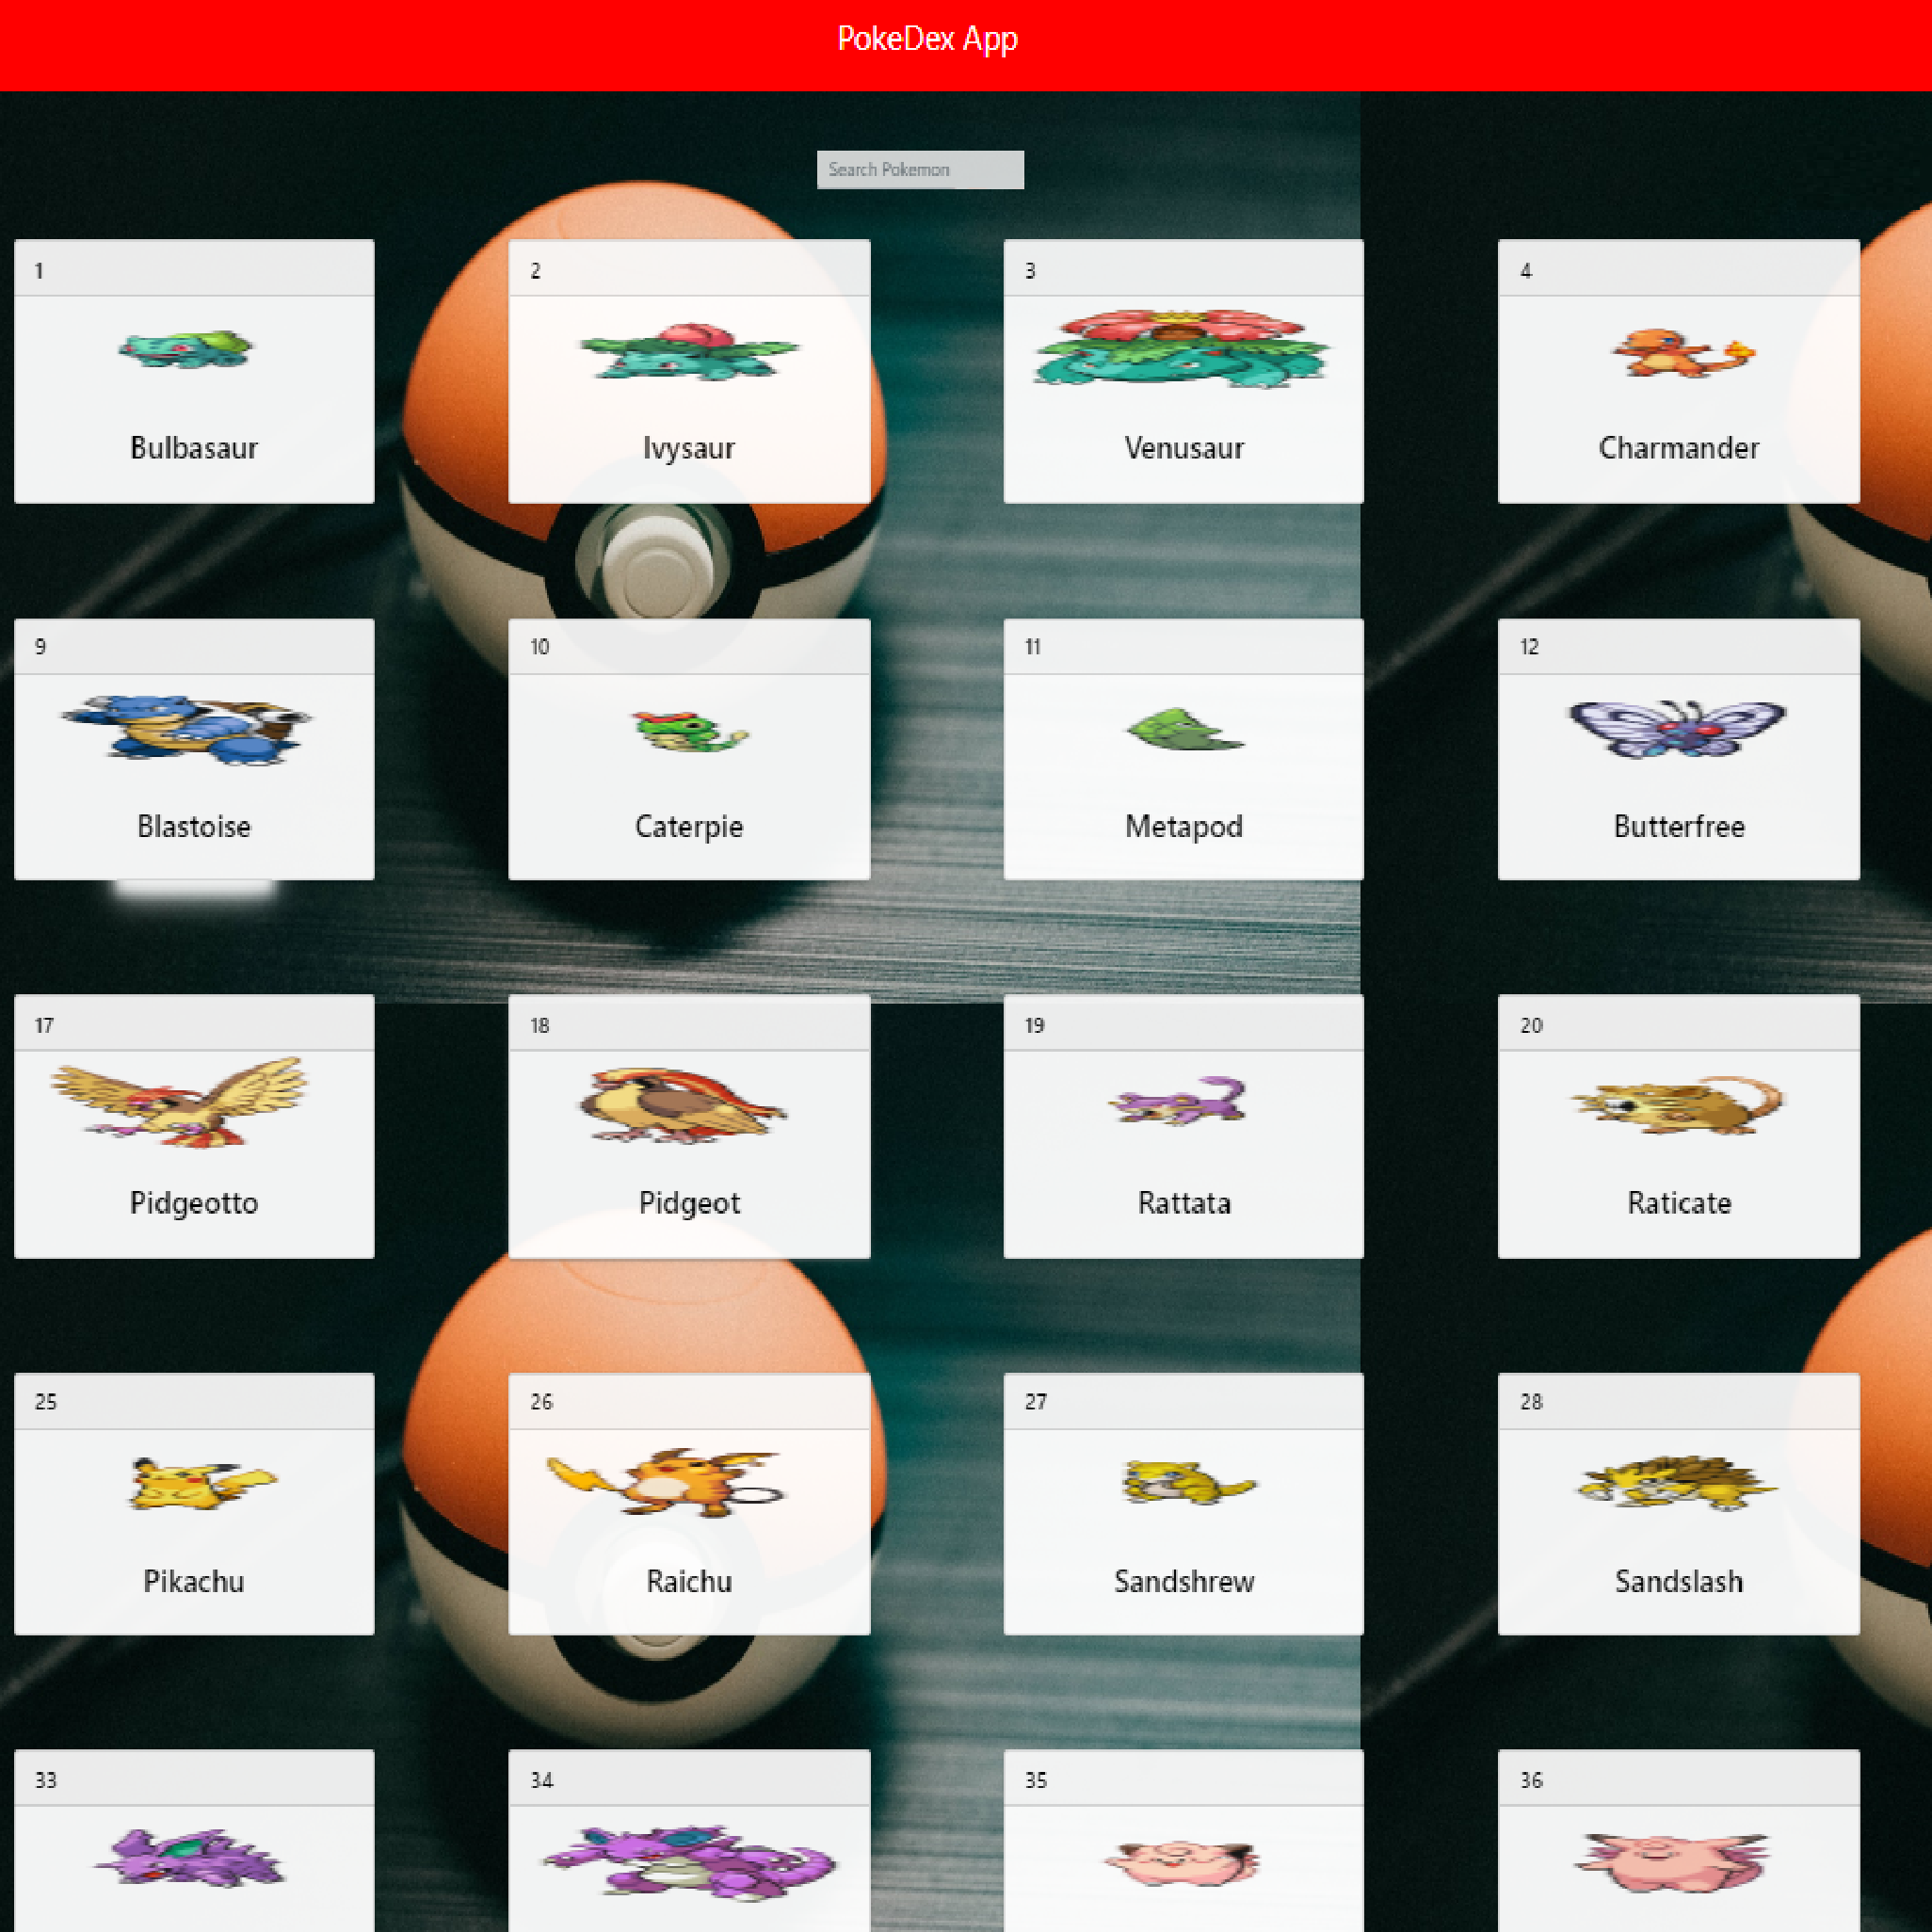 PokeDex App
Search Pokemon
1
2
3
4
Bulbasaur
Ivysaur
Venusaur
Charmander
9
10
11
12
Blastoise
Caterpie
Metapod
Butterfree
17
18
19
20
Pidgeotto
Pidgeot
Rattata
Raticate
25
26
27
28
Pikachu
Raichu
Sandshrew
Sandslash
33
34
35
36